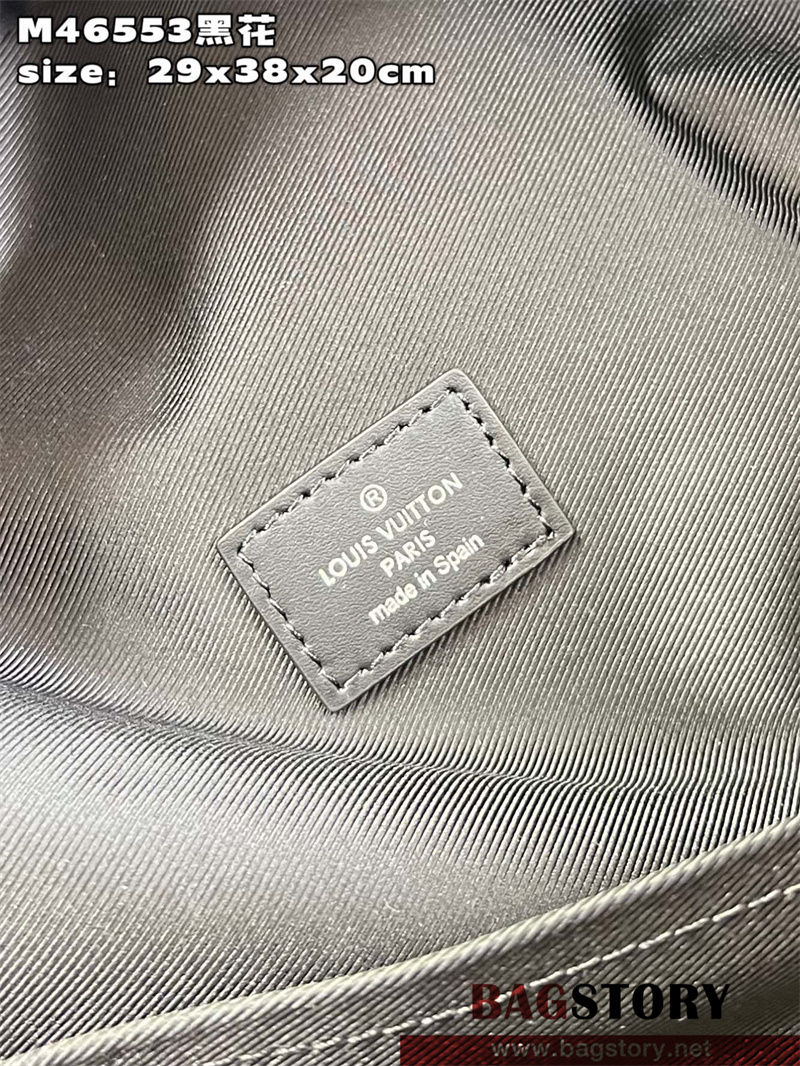 M46553黑花
size：29x38x20cm
®
LOUIS VUITTON
PARIS
made in Spain
BAGSTORY
www.bagstory.net